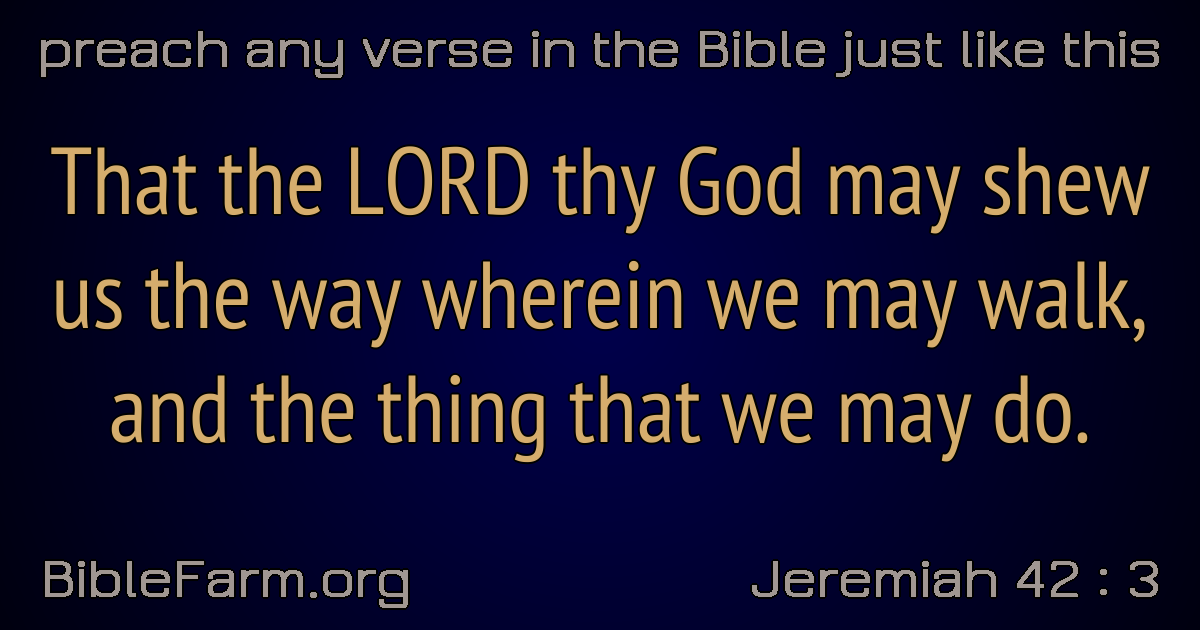 preach any verse in the Bible just like this
That the LORD thy God may shew
us the way wherein we may walk,
and the thing that we may do.
BibleFarm.org
Jeremiah 42 : 3